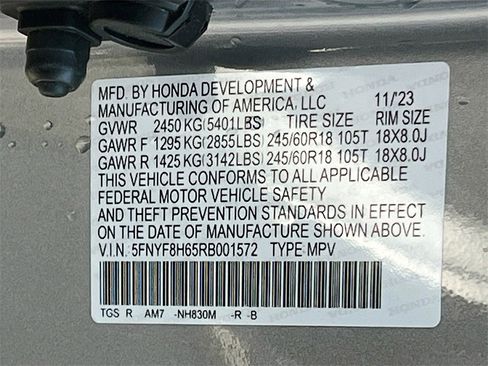 MFD. BY HONDA DEVELOPMENT &
MANUFACTURING OF AMERICA, LLC 11/'23
GVWR 2450 KG(5401LBS) TIRE SIZE RIM SIZE
GAWR F 1295 KG(2855LBS) 245/60R18 105T 18X8.0J
GAWR R 1425 KG(3142LBS) 245/60R18 105T 18X8.0J
THIS VEHICLE CONFORMS TO ALL APPLICABLE
FEDERAL MOTOR VEHICLE SAFETY
AND THEFT PREVENTION STANDARDS IN EFFECT
ON THE DATE OF MANUFACTURE SHOWN ABOVE.
V.I.N. 5FNYF8H65RB001572 TYPE: MPV
TGS R AM7 -NH830M -R -B